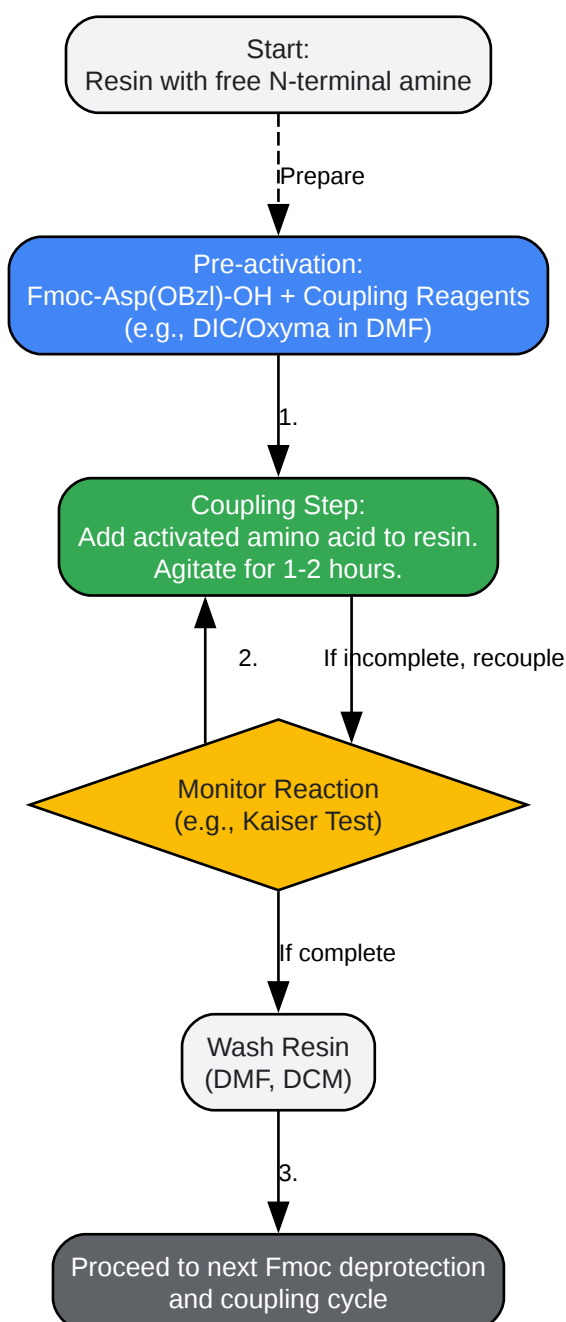 Start:
Resin with free N-terminal amine
Prepare
Pre-activation:
Fmoc-Asp(OBzl)-OH + Coupling Reagents
(e.g., DIC/Oxyma in DMF)
1.
Coupling Step:
Add activated amino acid to resin.
Agitate for 1-2 hours.
2.
If incomplete, recouple
Monitor Reaction
(e.g., Kaiser Test)
If complete
Wash Resin
(DMF, DCM)
3.
Proceed to next Fmoc deprotection
and coupling cycle